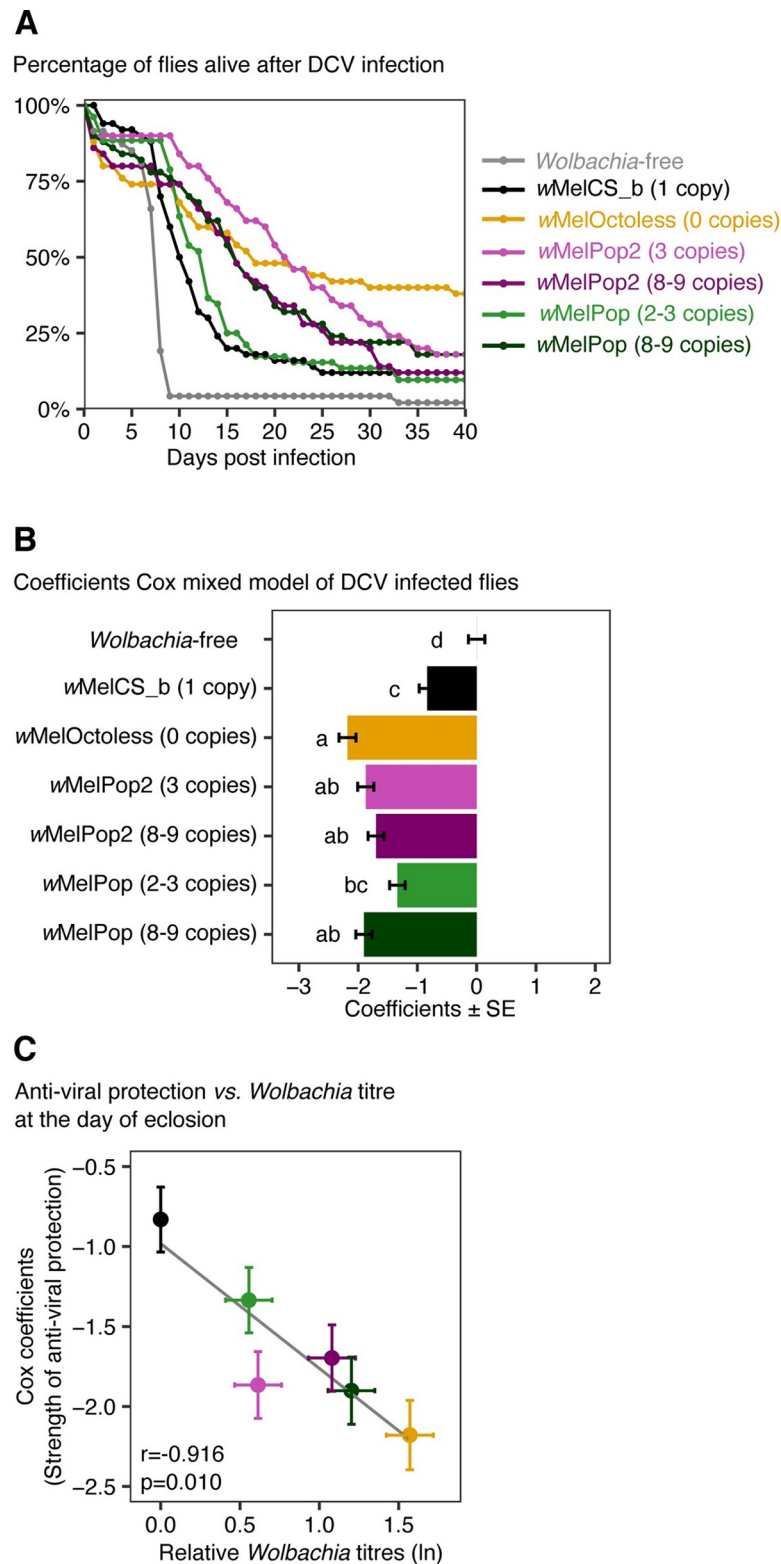 A
Percentage of flies alive after DCV infection
100%
75%
50%
25%
0%
0 5 10 15 20 25 30 35 40
Days post infection
Wolbachia-free
wMelCS_b (1 copy)
wMelOctoless (0 copies)
wMelPop2 (3 copies)
wMelPop2 (8-9 copies)
wMelPop (2-3 copies)
wMelPop (8-9 copies)
B
Coefficients Cox mixed model of DCV infected flies
Wolbachia-free d
wMelCS_b (1 copy) c
wMelOctoless (0 copies) a
wMelPop2 (3 copies) ab
wMelPop2 (8-9 copies) ab
wMelPop (2-3 copies) bc
wMelPop (8-9 copies) ab
−3 −2 −1 0 1 2
Coefficients ± SE
C
Anti-viral protection vs. Wolbachia titre
at the day of eclosion
Cox coefficients
(Strength of anti-viral protection)
−0.5
−1.0
−1.5
−2.0
−2.5
r=-0.916
p=0.010
0.0 0.5 1.0 1.5
Relative Wolbachia titres (ln)